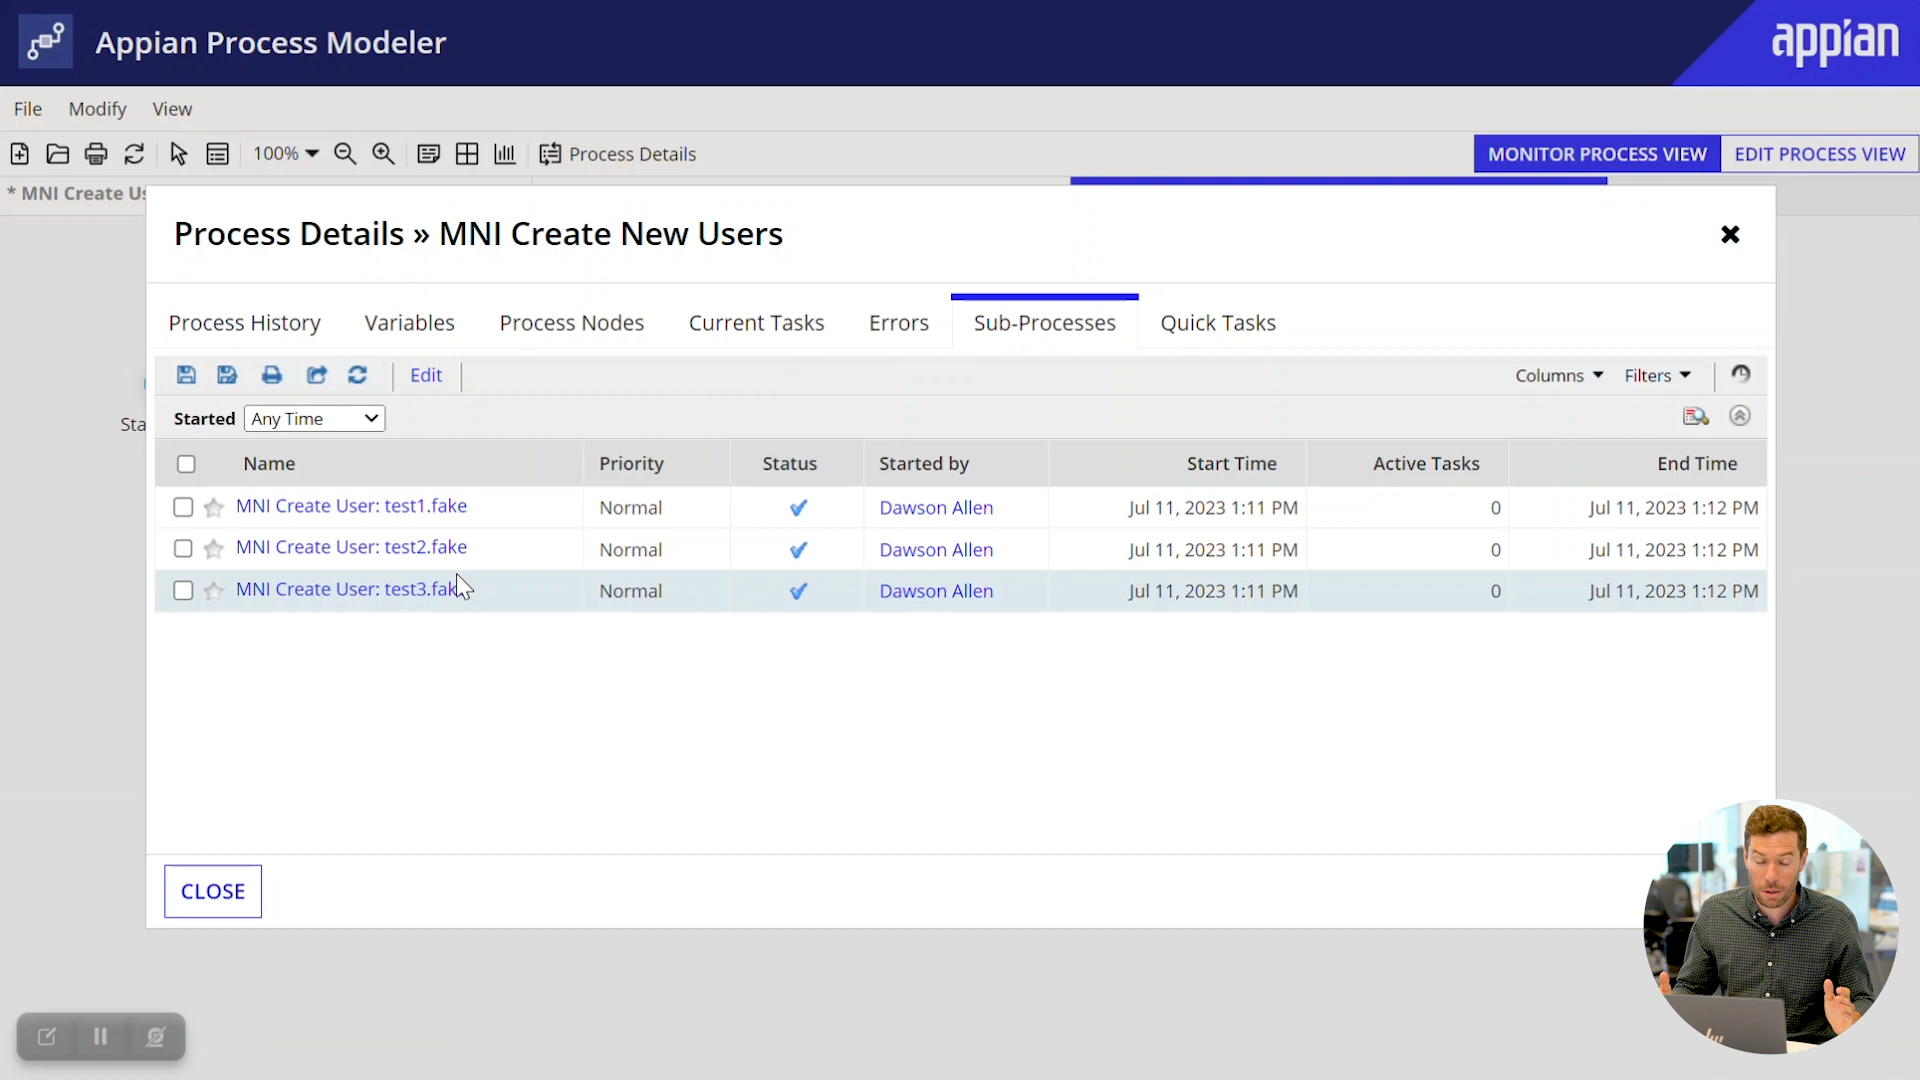 Appian Process Modeler
appian
File Modify View
100% Process Details MONITOR PROCESS VIEW EDIT PROCESS VIEW
* MNI Create Us
Process Details » MNI Create New Users
Process History Variables Process Nodes Current Tasks Errors Sub-Processes Quick Tasks
Edit Columns Filters
Sta
Started Any Time
Name Priority Status Started by Start Time Active Tasks End Time
MNI Create User: test1.fake Normal Dawson Allen Jul 11, 2023 1:11 PM 0 Jul 11, 2023 1:12 PM
MNI Create User: test2.fake Normal Dawson Allen Jul 11, 2023 1:11 PM 0 Jul 11, 2023 1:12 PM
MNI Create User: test3.fake Normal Dawson Allen Jul 11, 2023 1:11 PM 0 Jul 11, 2023 1:12 PM
CLOSE
hp